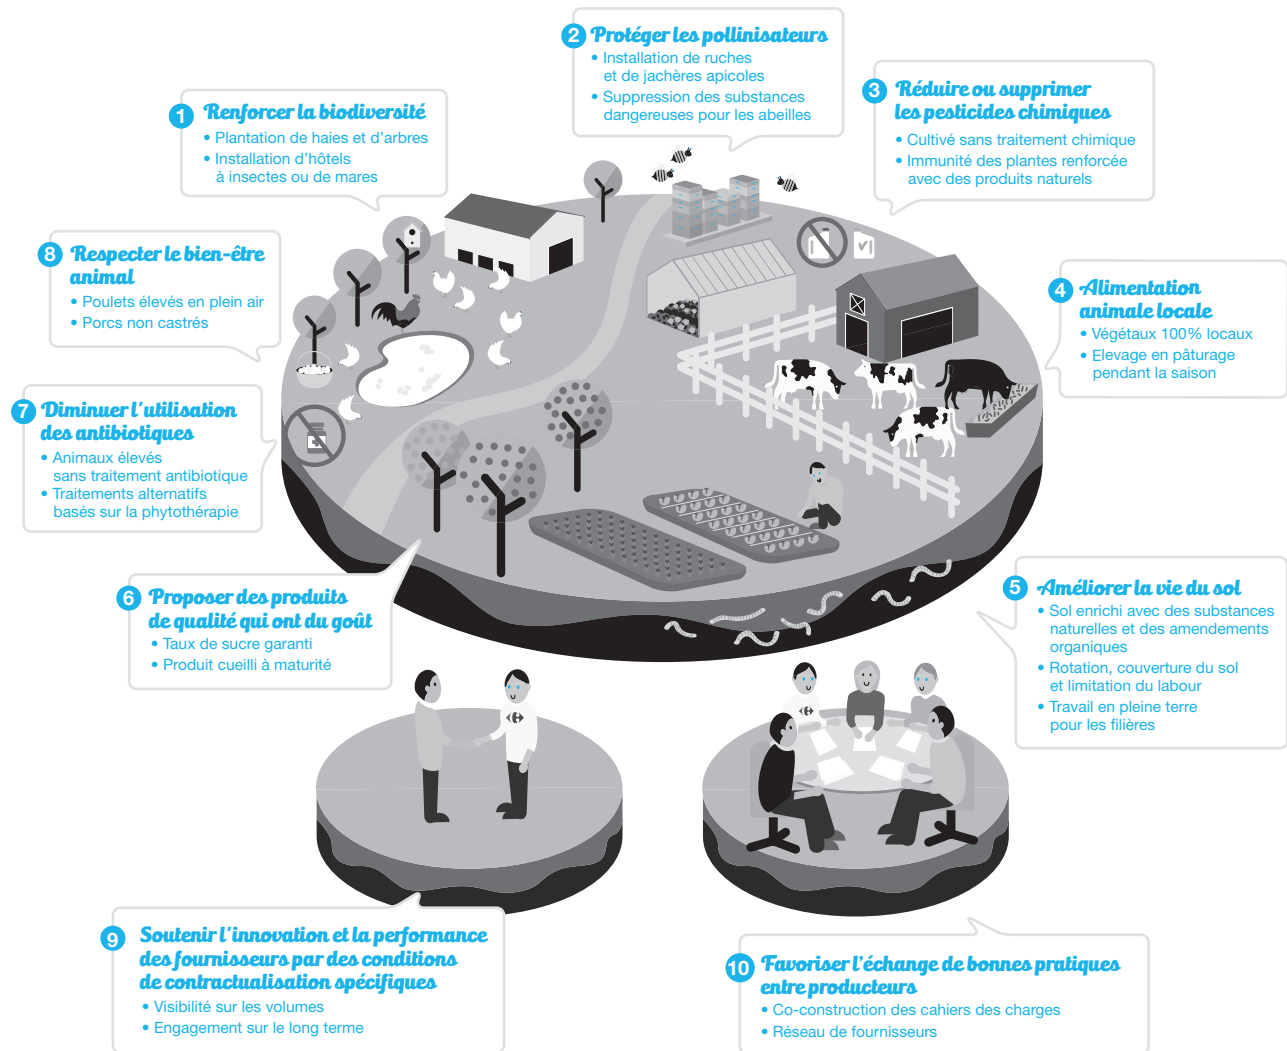 1 Renforcer la biodiversité
• Plantation de haies et d'arbres
• Installation d'hôtels
à insectes ou de mares
2 Protéger les pollinisateurs
• Installation de ruches
et de jachères apicoles
• Suppression des substances
dangereuses pour les abeilles
3 Réduire ou supprimer
les pesticides chimiques
• Cultivé sans traitement chimique
• Immunité des plantes renforcée
avec des produits naturels
4 Alimentation
animale locale
• Végétaux 100% locaux
• Elevage en pâturage
pendant la saison
5 Améliorer la vie du sol
• Sol enrichi avec des substances
naturelles et des amendements
organiques
• Rotation, couverture du sol
et limitation du labour
• Travail en pleine terre
pour les filières
6 Proposer des produits
de qualité qui ont du goût
• Taux de sucre garanti
• Produit cueilli à maturité
7 Diminuer l'utilisation
des antibiotiques
• Animaux élevés
sans traitement antibiotique
• Traitements alternatifs
basés sur la phytothérapie
8 Respecter le bien-être
animal
• Poulets élevés en plein air
• Porcs non castrés
9 Soutenir l'innovation et la performance
des fournisseurs par des conditions
de contractualisation spécifiques
• Visibilité sur les volumes
• Engagement sur le long terme
10 Favoriser l'échange de bonnes pratiques
entre producteurs
• Co-construction des cahiers des charges
• Réseau de fournisseurs